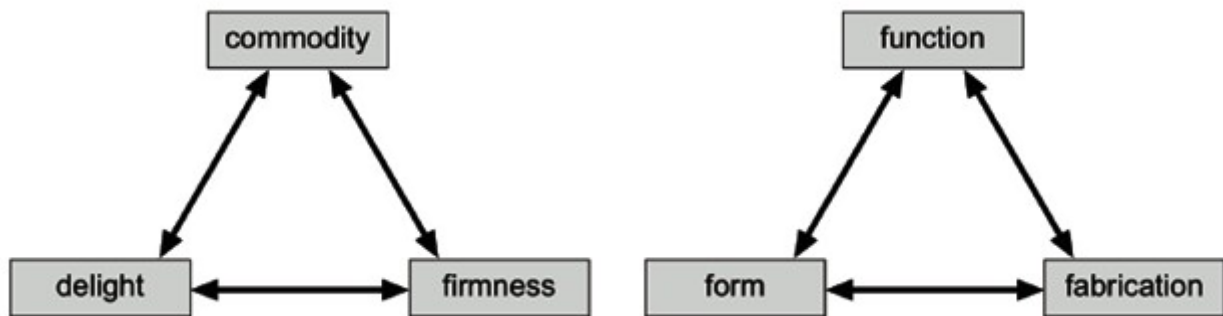 commodity
function
delight
firmness
form
fabrication